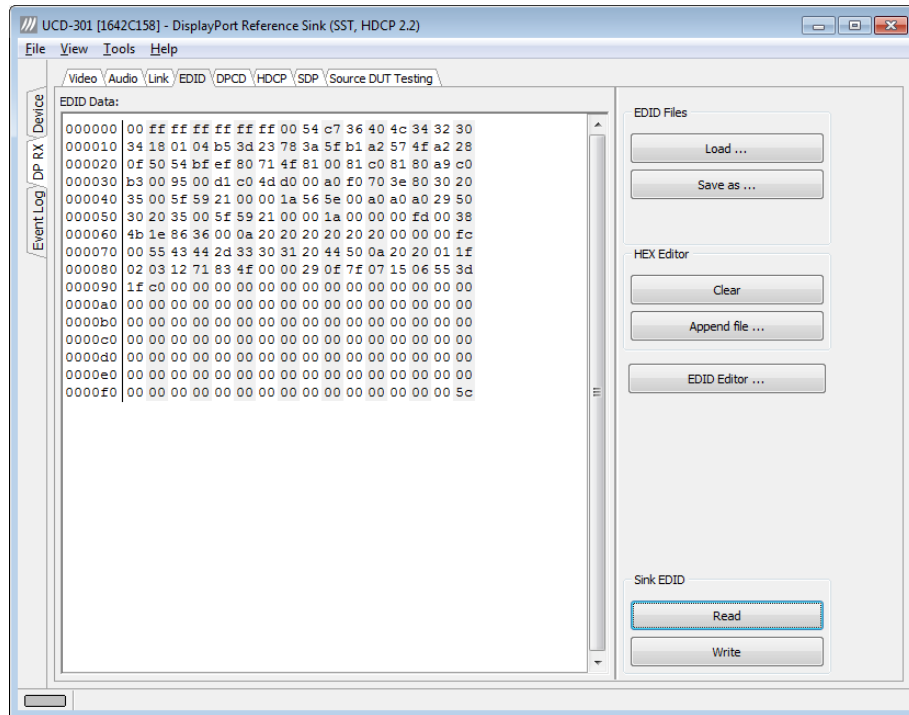 UCD-301 [1642C158] - DisplayPort Reference Sink (SST, HDCP 2.2)
File View Tools Help
Video Audio Link EDID DPCD HDCP SDP Source DUT Testing
Device
DP RX
Event Log
EDID Data:
000000 00 ff ff ff ff ff ff 00 54 c7 36 40 4c 34 32 30
000010 34 18 01 04 b5 3d 23 78 3a 5f b1 a2 57 4f a2 28
000020 0f 50 54 bf ef 80 71 4f 81 00 81 c0 81 80 a9 c0
000030 b3 00 95 00 d1 c0 4d d0 00 a0 f0 70 3e 80 30 20
000040 35 00 5f 59 21 00 00 1a 56 5e 00 a0 a0 a0 29 50
000050 30 20 35 00 5f 59 21 00 00 1a 00 00 00 fd 00 38
000060 4b 1e 86 36 00 0a 20 20 20 20 20 20 00 00 00 fc
000070 00 55 43 44 2d 33 30 31 20 44 50 0a 20 20 01 1f
000080 02 03 12 71 83 4f 00 00 29 0f 7f 07 15 06 55 3d
000090 1f c0 00 00 00 00 00 00 00 00 00 00 00 00 00 00
0000a0 00 00 00 00 00 00 00 00 00 00 00 00 00 00 00 00
0000b0 00 00 00 00 00 00 00 00 00 00 00 00 00 00 00 00
0000c0 00 00 00 00 00 00 00 00 00 00 00 00 00 00 00 00
0000d0 00 00 00 00 00 00 00 00 00 00 00 00 00 00 00 00
0000e0 00 00 00 00 00 00 00 00 00 00 00 00 00 00 00 00
0000f0 00 00 00 00 00 00 00 00 00 00 00 00 00 00 00 5c
EDID Files
Load ...
Save as ...
HEX Editor
Clear
Append file ...
EDID Editor ...
Sink EDID
Read
Write